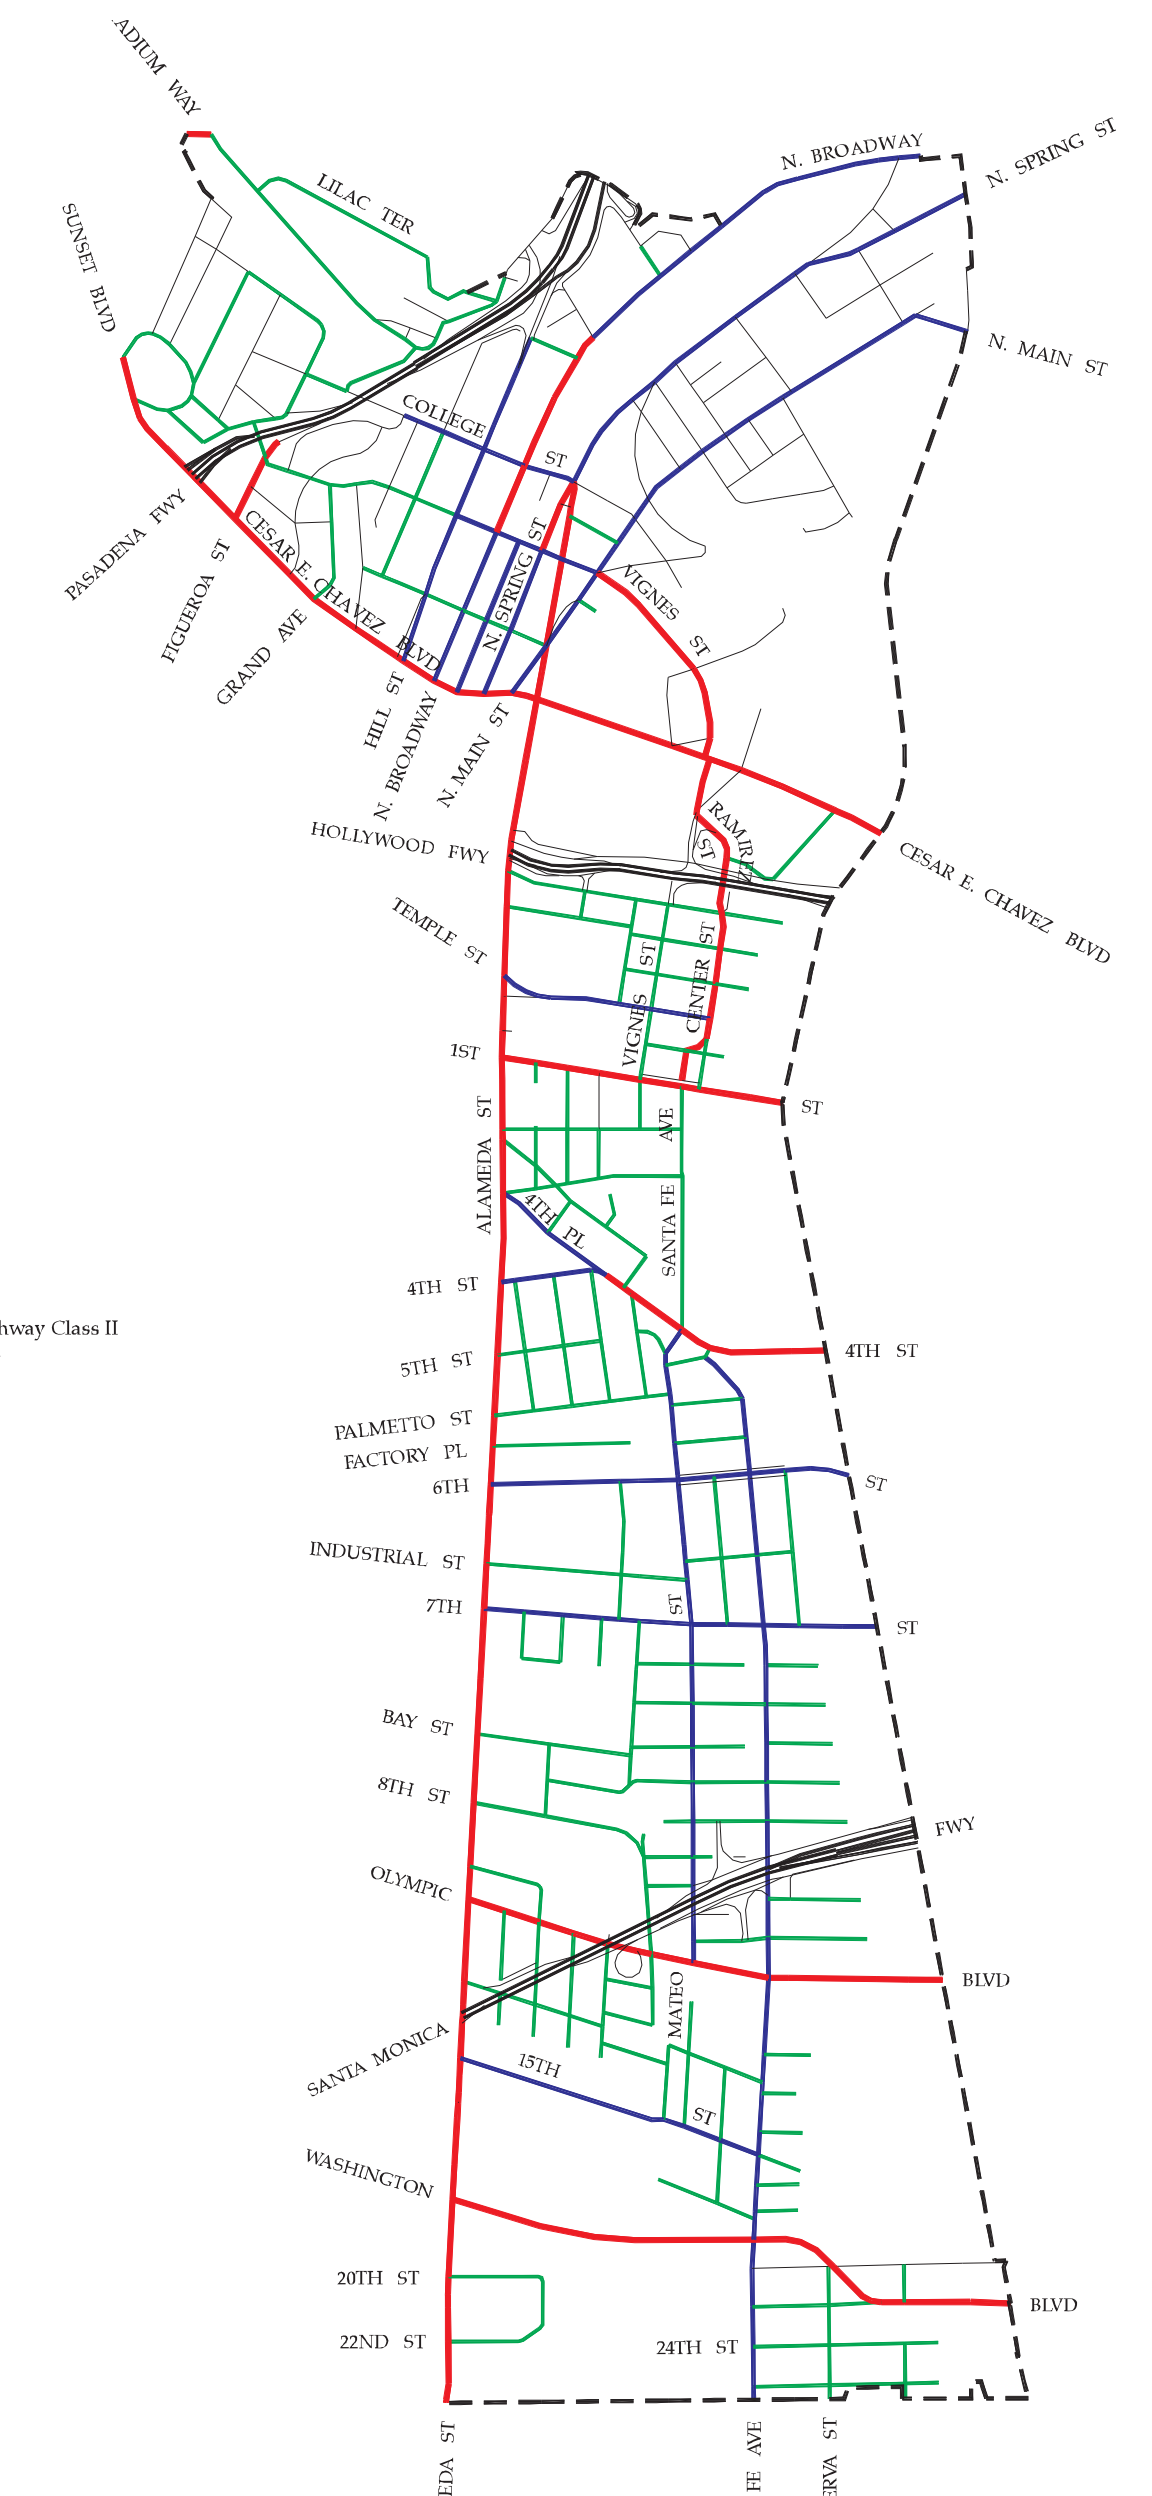 ADIUM WAY
LILAC TER
N. BROADWAY
N. SPRING ST
SUNSET BLVD
N. MAIN ST
COLLEGE ST
PASADENA FWY
FIGUEROA ST
GRAND AVE
CESAR E. CHAVEZ BLVD
N. SPRING ST
VIGNES ST
HILL ST
N. BROADWAY
N. MAIN ST
HOLLYWOOD FWY
RAMIREZ ST
CESAR E. CHAVEZ BLVD
TEMPLE ST
VIGNES ST
CENTER ST
1ST ST
ALAMEDA ST
SANTA FE AVE
4TH PL
4TH ST
hway Class II
4TH ST
5TH ST
PALMETTO ST
FACTORY PL
6TH ST
INDUSTRIAL ST
7TH ST
MATEO ST
BAY ST
8TH ST
FWY
OLYMPIC BLVD
SANTA MONICA
15TH ST
WASHINGTON BLVD
20TH ST
22ND ST
24TH ST
EDA ST
FE AVE
ERVA ST